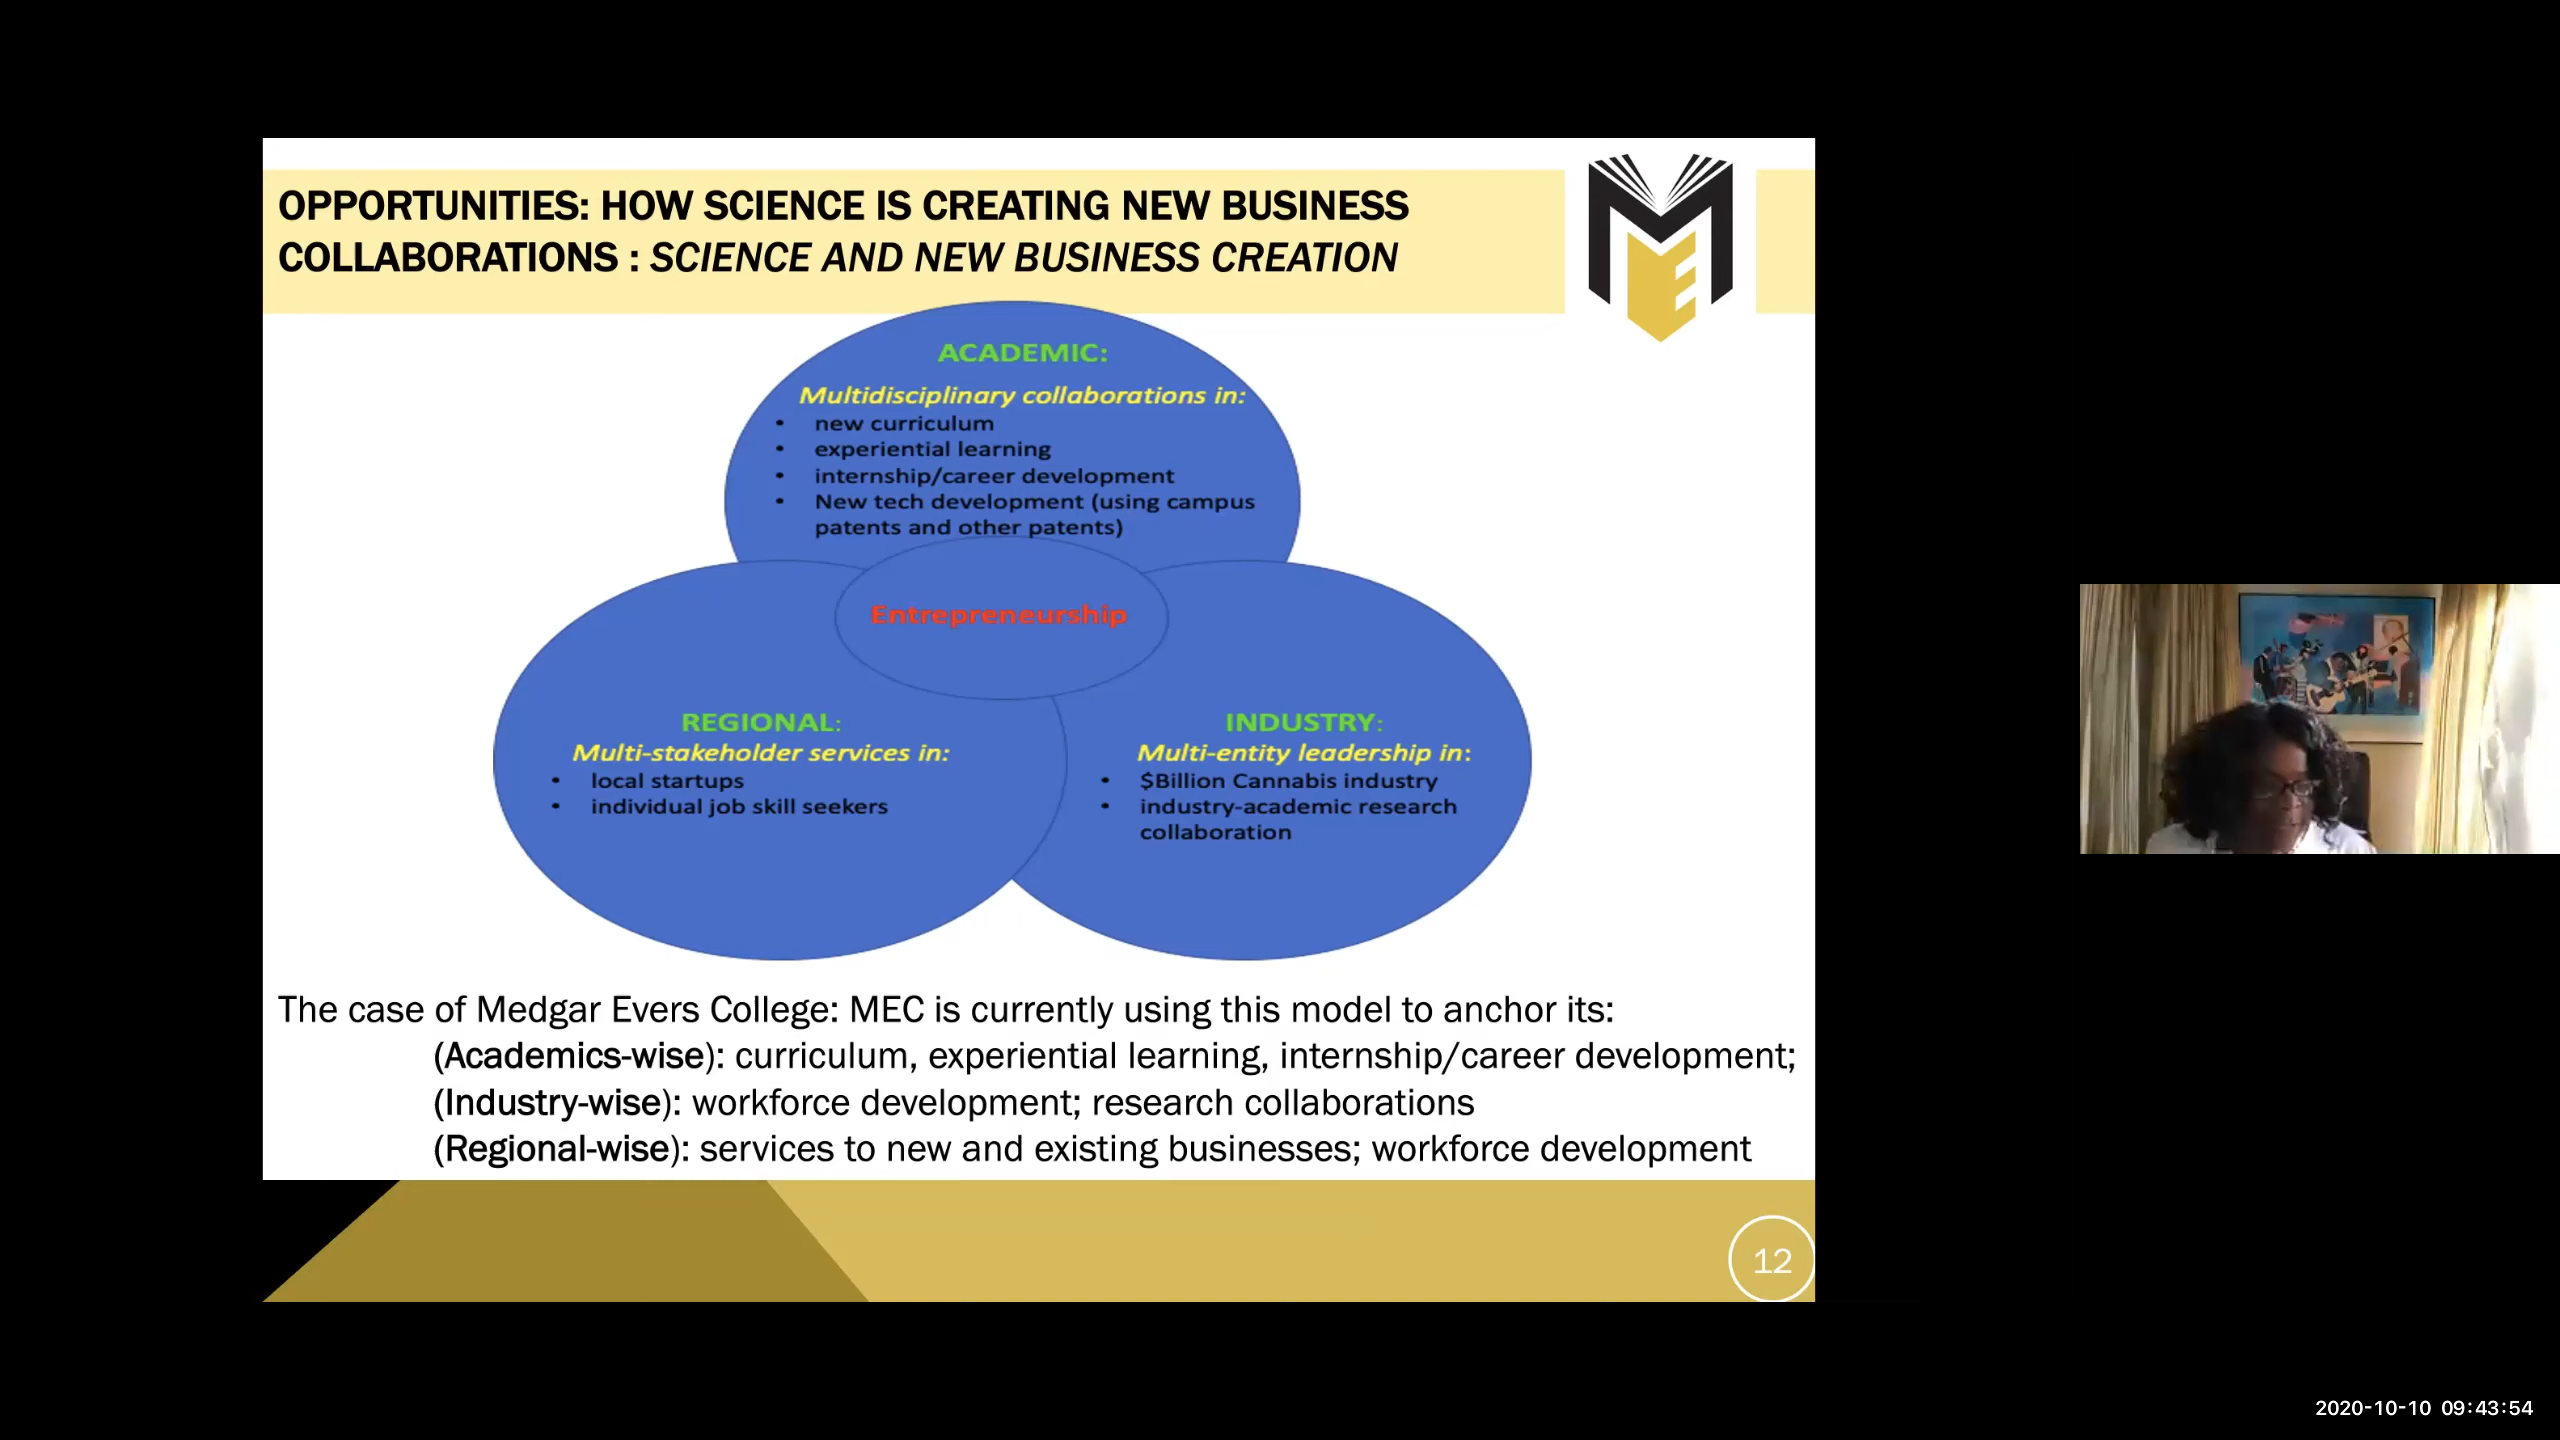 OPPORTUNITIES: HOW SCIENCE IS CREATING NEW BUSINESS
COLLABORATIONS : SCIENCE AND NEW BUSINESS CREATION
ME
ACADEMIC:
Multidisciplinary collaborations in:
• new curriculum
• experiential learning
• internship/career development
• New tech development (using campus
patents and other patents)
Entrepreneurship
REGIONAL:
Multi-stakeholder services in:
• local startups
• individual job skill seekers
INDUSTRY:
Multi-entity leadership in:
• $Billion Cannabis industry
• industry-academic research
collaboration
The case of Medgar Evers College: MEC is currently using this model to anchor its:
(Academics-wise): curriculum, experiential learning, internship/career development;
(Industry-wise): workforce development; research collaborations
(Regional-wise): services to new and existing businesses; workforce development
12
2020-10-10 09:43:54